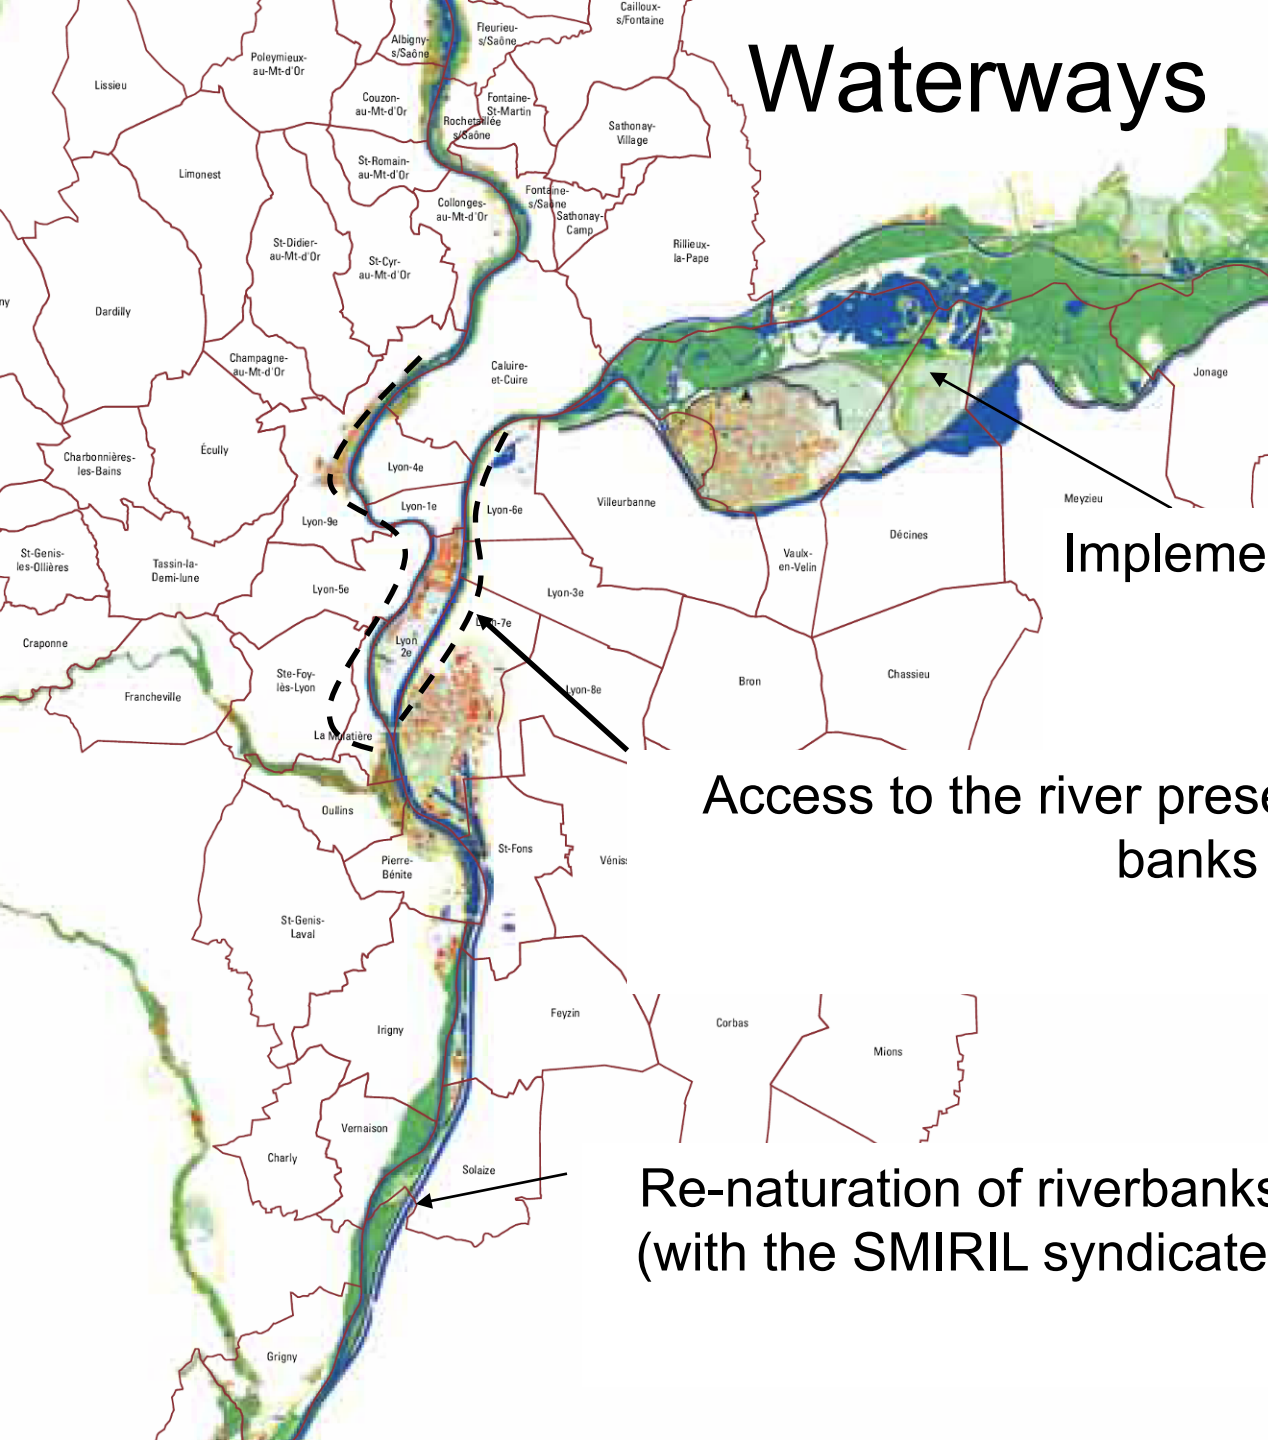 Cailloux-
s/Fontaine
Fleurieu-
s/Saône
Albigny-
s/Saône
Waterways
Poleymieux-
au-Mt-d'Or
Lissieu
Couzon-
au-Mt-d'Or
Fontaine-
St-Martin
Rochetaillée
s/Saône
Sathonay-
Village
St-Romain-
au-Mt-d'Or
Limonest
Fontaine-
s/Saône
Collonges-
au-Mt-d'Or
Sathonay-
Camp
St-Didier-
au-Mt-d'Or
Rillieux-
la-Pape
St-Cyr-
au-Mt-d'Or
ny
Dardilly
Champagne-
au-Mt-d'Or
Caluire-
et-Cuire
Jonage
Écully
Charbonnières-
les-Bains
Lyon-4e
Villeurbanne
Meyzieu
Lyon-1e
Lyon-6e
Lyon-9e
Décines
Impleme
St-Genis-
les-Ollières
Tassin-la-
Demi-lune
Vaulx-
en-Velin
Lyon-5e
Lyon-3e
Lyon-7e
Craponne
Lyon
2e
Ste-Foy-
lès-Lyon
Chassieu
Bron
Lyon-8e
Francheville
La Mulatière
Access to the river prese
banks
Oullins
St-Fons
Pierre-
Bénite
Vénis
St-Genis-
Laval
Feyzin
Corbas
Irigny
Mions
Vernaison
Charly
Solaize
Re-naturation of riverbanks
(with the SMIRIL syndicate
Grigny